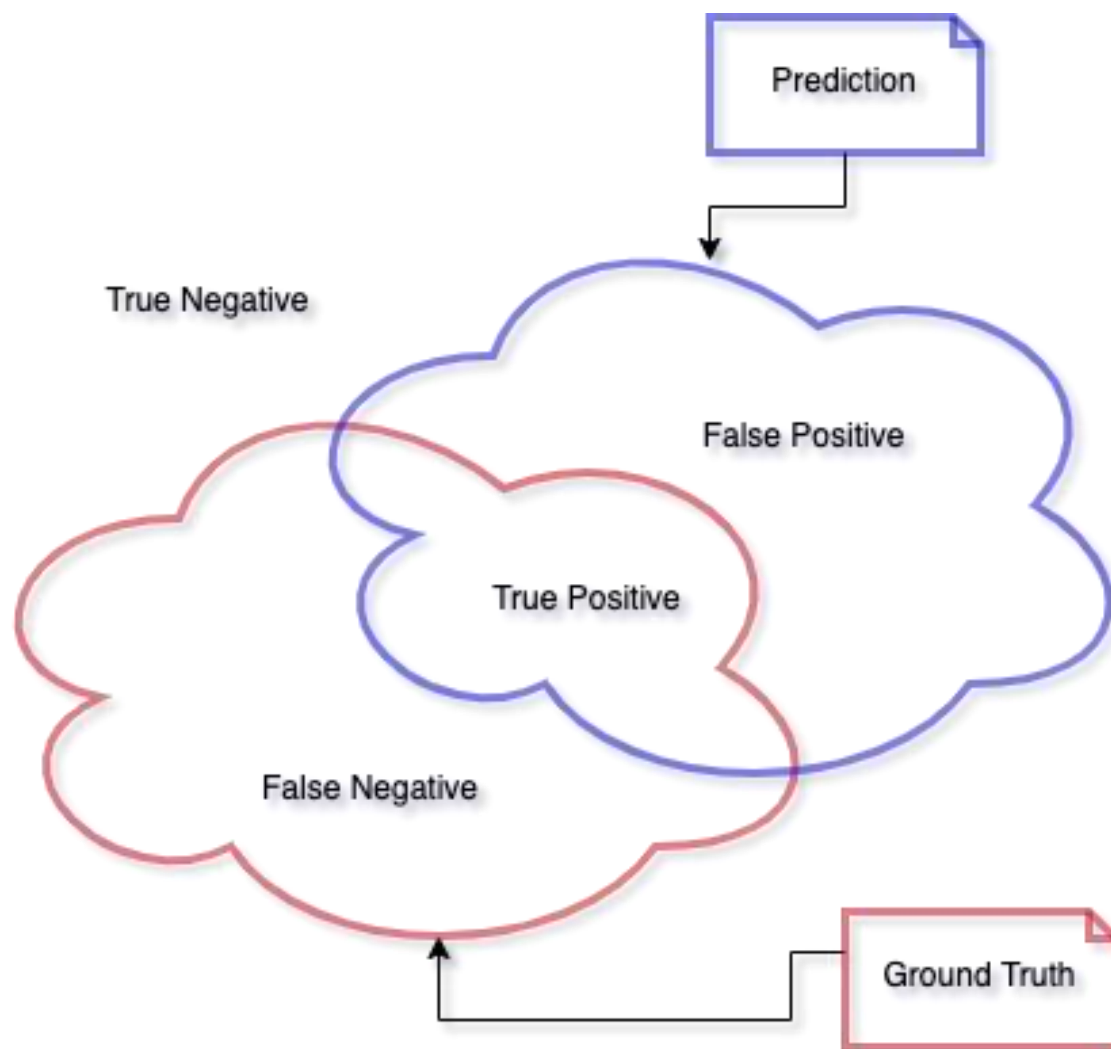 Prediction
True Negative
False Positive
True Positive
False Negative
Ground Truth